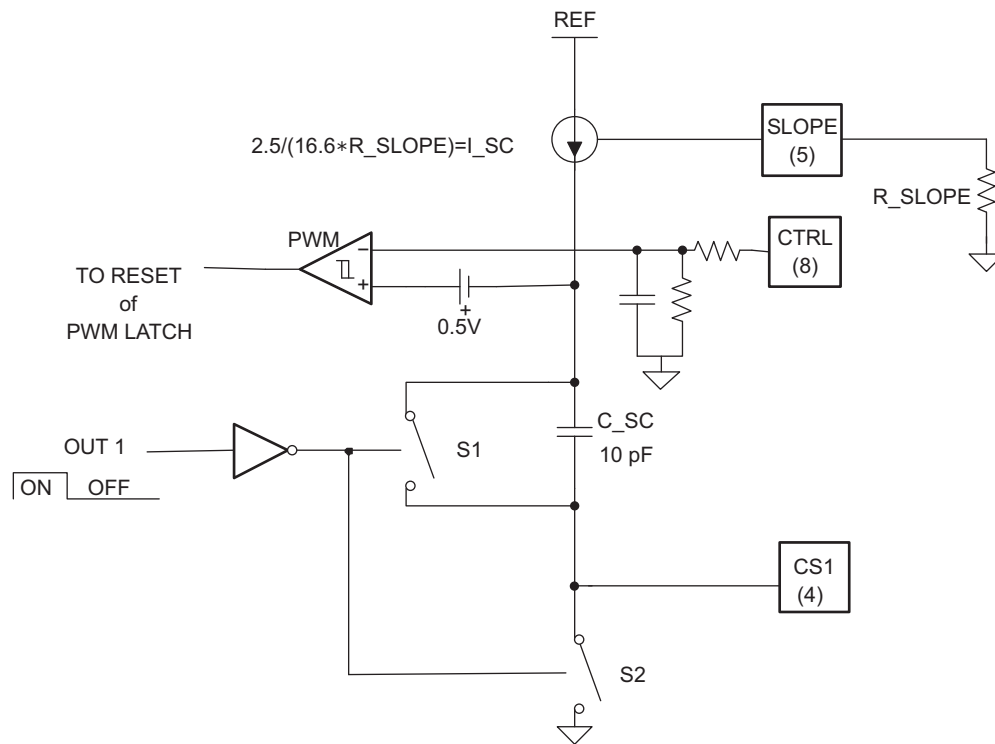 REF
2.5/(16.6*R_SLOPE)=I_SC
SLOPE
(5)
R_SLOPE
PWM
−
+
CTRL
(8)
TO RESET
of
PWM LATCH
+
0.5V
C_SC
10 pF
OUT 1
S1
ON OFF
CS1
(4)
S2